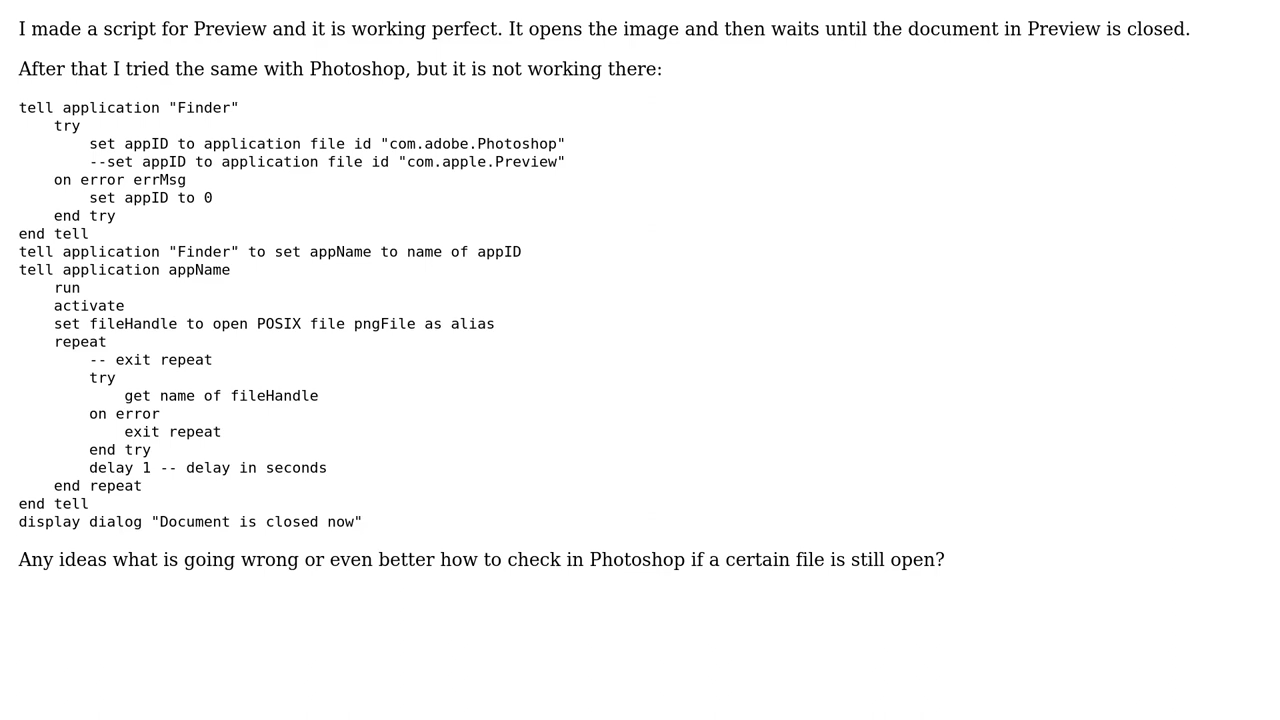 I made a script for Preview and it is working perfect. It opens the image and then waits until the document in Preview is closed.
After that I tried the same with Photoshop, but it is not working there:
tell application "Finder"
    try
        set appID to application file id "com.adobe.Photoshop"
        --set appID to application file id "com.apple.Preview"
    on error errMsg
        set appID to 0
    end try
end tell
tell application "Finder" to set appName to name of appID
tell application appName
    run
    activate
    set fileHandle to open POSIX file pngFile as alias
    repeat
        -- exit repeat
        try
            get name of fileHandle
        on error
            exit repeat
        end try
        delay 1 -- delay in seconds
    end repeat
end tell
display dialog "Document is closed now"
Any ideas what is going wrong or even better how to check in Photoshop if a certain file is still open?